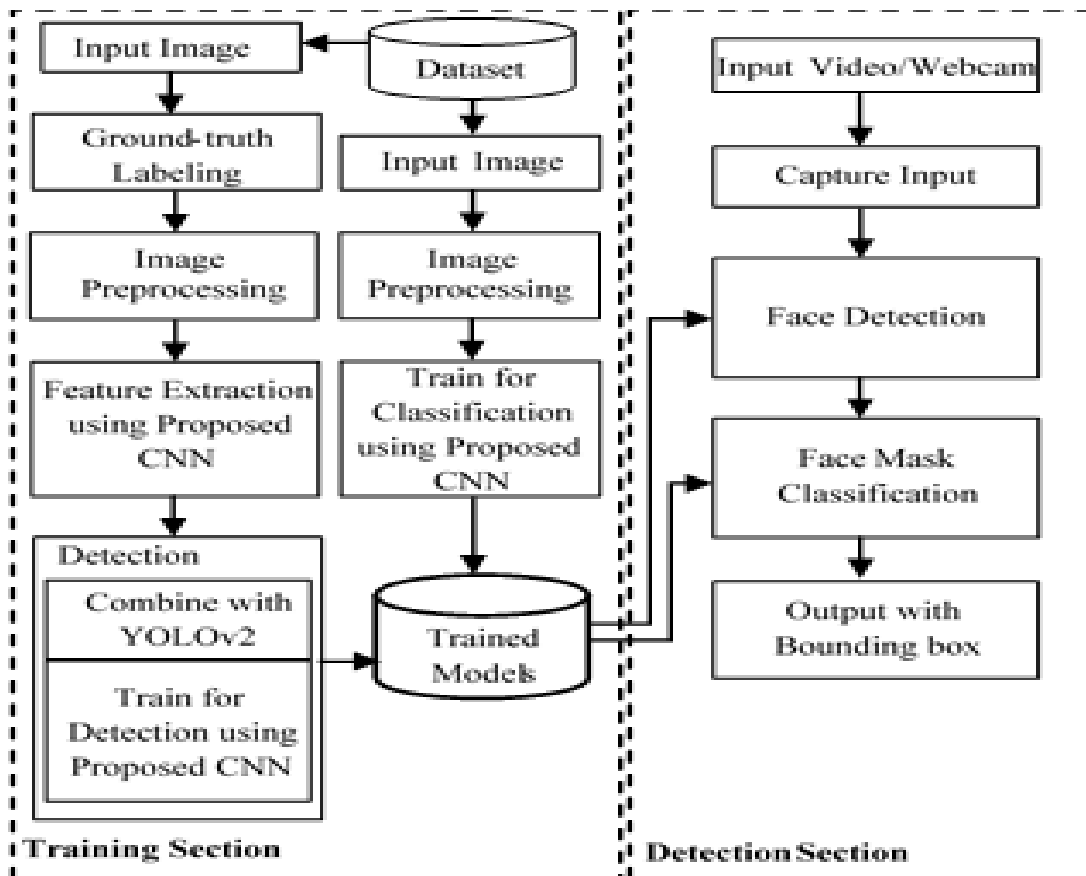 Input Image
Dataset
Ground-truth
Labeling
Input Image
Image
Preprocessing
Image
Preprocessing
Feature Extraction
using Proposed
CNN
Train for
Classification
using Proposed
CNN
Detection
Combine with
YOLOv2
Train for
Detection using
Proposed CNN
Trained
Models
Training Section
Input Video/Webcam
Capture Input
Face Detection
Face Mask
Classification
Output with
Bounding box
Detection Section